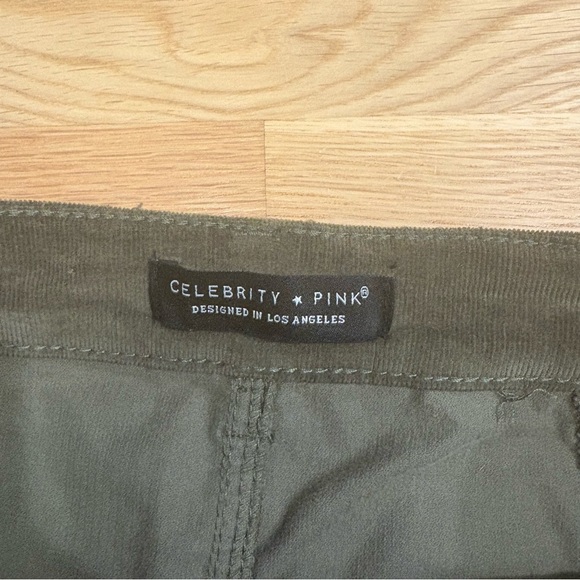 CELEBRITY ★ PINK®
DESIGNED IN LOS ANGELES